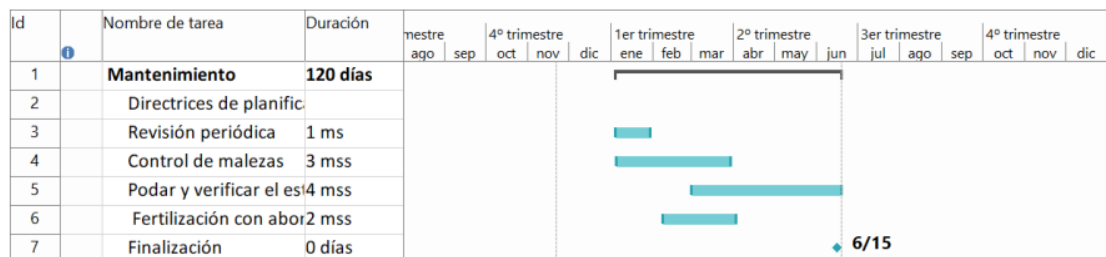 Id Nombre de tarea Duración
mestre 4º trimestre 1er trimestre 2º trimestre 3er trimestre 4º trimestre
ago sep oct nov dic ene feb mar abr may jun jul ago sep oct nov dic
1 Mantenimiento 120 días
2 Directrices de planifica
3 Revisión periódica 1 ms
4 Control de malezas 3 mss
5 Podar y verificar el est 4 mss
6 Fertilización con abon 2 mss
7 Finalización 0 días 6/15